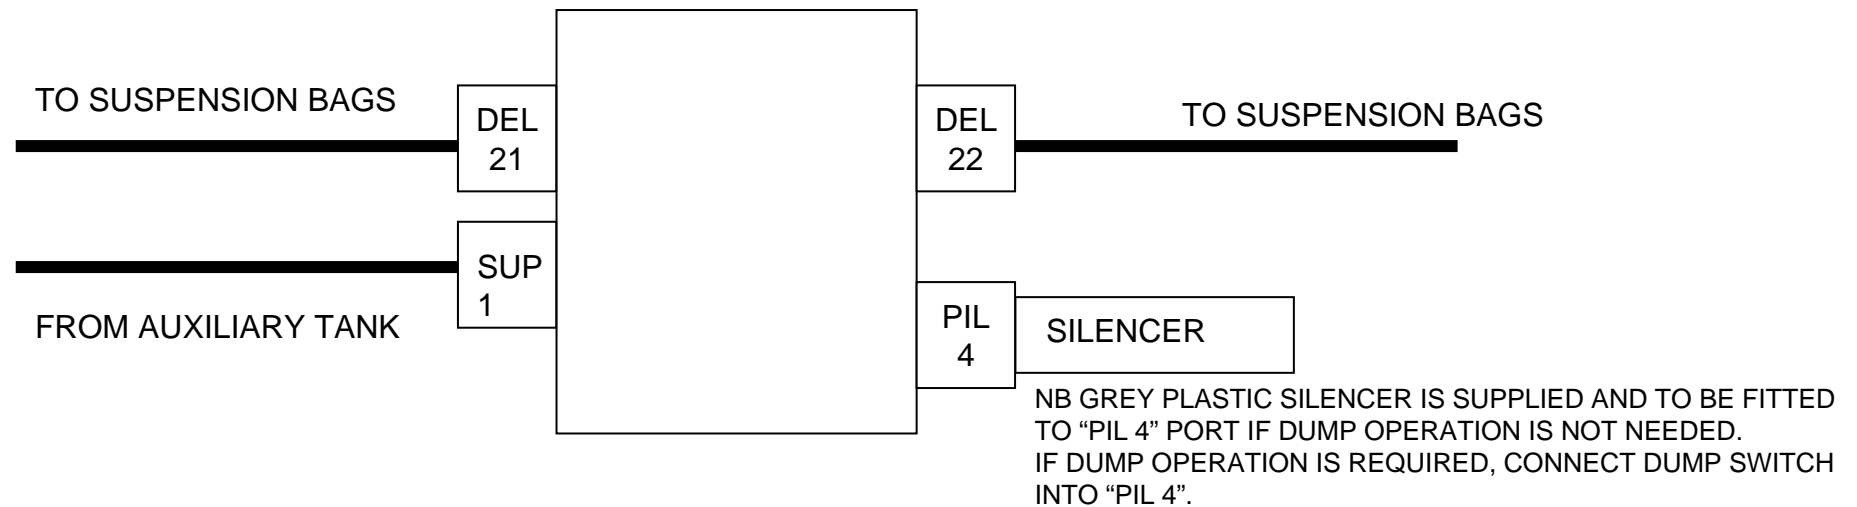 TO SUSPENSION BAGS
DEL
21
DEL
22
TO SUSPENSION BAGS
SUP
1
FROM AUXILIARY TANK
PIL
4
SILENCER
NB GREY PLASTIC SILENCER IS SUPPLIED AND TO BE FITTED
TO “PIL 4” PORT IF DUMP OPERATION IS NOT NEEDED.
IF DUMP OPERATION IS REQUIRED, CONNECT DUMP SWITCH
INTO “PIL 4”.